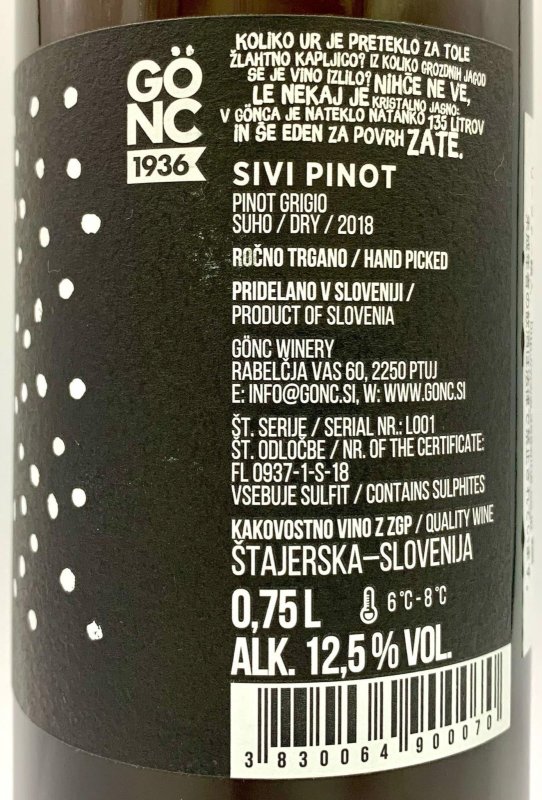 GÖNC
1936
KOLIKO UR JE PRETEKLO ZA TOLE
ŽLAHTNO KAPLJICO? IZ KOLIKO GROZDNIH JAGOD
SE JE VINO IZLILO? NIHČE NE VE,
LE NEKAJ JE KRISTALNO JASNO:
V GÖNCA JE NATEKLO NATANKO 135 LITROV
IN ŠE EDEN ZA POVRH ZATE.
SIVI PINOT
PINOT GRIGIO
SUHO / DRY / 2018
ROČNO TRGANO / HAND PICKED
PRIDELANO V SLOVENIJI /
PRODUCT OF SLOVENIA
GÖNC WINERY
RABELČJA VAS 60, 2250 PTUJ
E: INFO@GONC.SI, W: WWW.GONC.SI
ŠT. SERIJE / SERIAL NR.: L001
ŠT. ODLOČBE / NR. OF THE CERTIFICATE:
FL 0937-1-S-18
VSEBUJE SULFIT / CONTAINS SULPHITES
KAKOVOSTNO VINO Z ZGP / QUALITY WINE
ŠTAJERSKA–SLOVENIJA
0,75 L 6°C - 8°C
ALK. 12,5 % VOL.
3 830064 900070